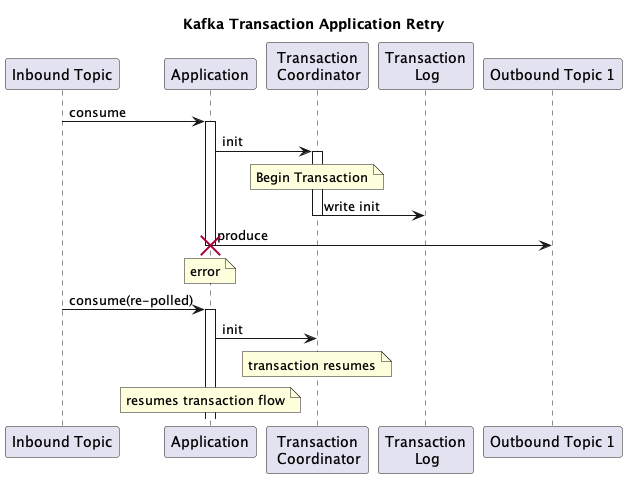 Kafka Transaction Application Retry
Inbound Topic
Application
Transaction
Coordinator
Transaction
Log
Outbound Topic 1
consume
init
Begin Transaction
write init
produce
error
consume(re-polled)
init
transaction resumes
resumes transaction flow
Inbound Topic
Application
Transaction
Coordinator
Transaction
Log
Outbound Topic 1